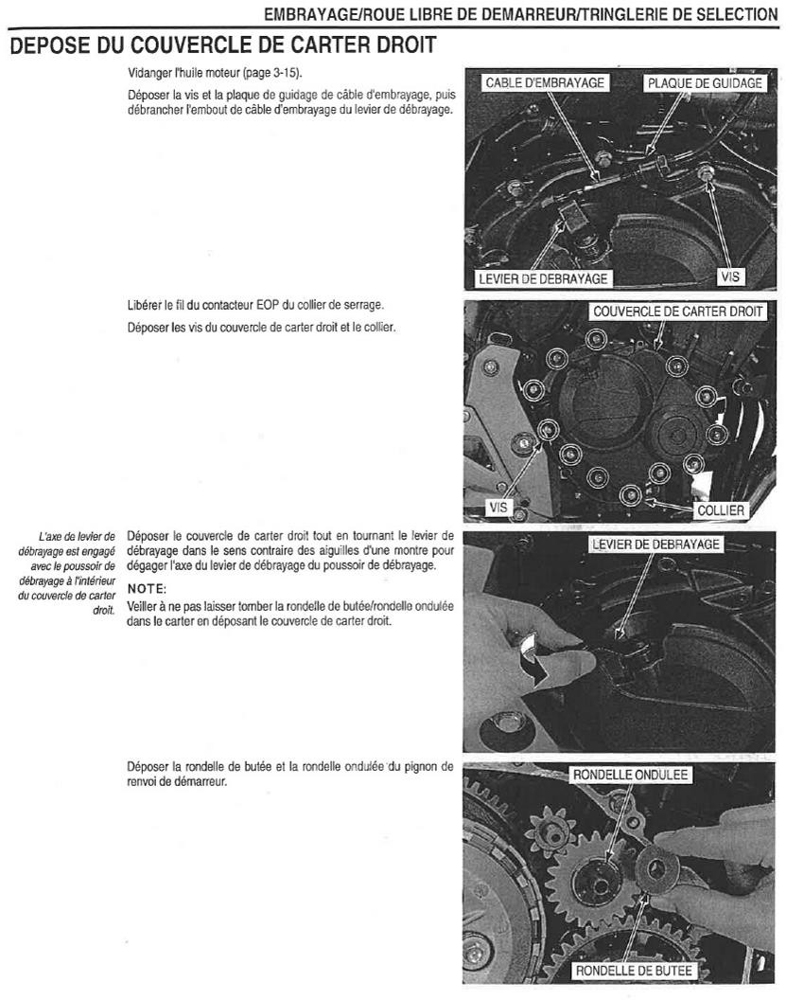 EMBRAYAGE/ROUE LIBRE DE DEMARREUR/TRINGLERIE DE SELECTION
DEPOSE DU COUVERCLE DE CARTER DROIT
Vidanger l'huile moteur (page 3-15).
Déposer la vis et la plaque de guidage de câble d'embrayage, puis
débrancher l'embout de câble d'embrayage du levier de débrayage.
CABLE D'EMBRAYAGE
PLAQUE DE GUIDAGE
LEVIER DE DEBRAYAGE
VIS
Libérer le fil du contacteur EOP du collier de serrage.
Déposer les vis du couvercle de carter droit et le collier.
COUVERCLE DE CARTER DROIT
VIS
COLLIER
L'axe de levier de
débrayage est engagé
avec le poussoir de
débrayage à l'intérieur
du couvercle de carter
droit.
Déposer le couvercle de carter droit tout en tournant le levier de
débrayage dans le sens contraire des aiguilles d'une montre pour
dégager l'axe du levier de débrayage du poussoir de débrayage.
NOTE:
Veiller à ne pas laisser tomber la rondelle de butée/rondelle ondulée
dans le carter en déposant le couvercle de carter droit.
LEVIER DE DEBRAYAGE
Déposer la rondelle de butée et la rondelle ondulée du pignon de
renvoi de démarreur.
RONDELLE ONDULEE
RONDELLE DE BUTEE